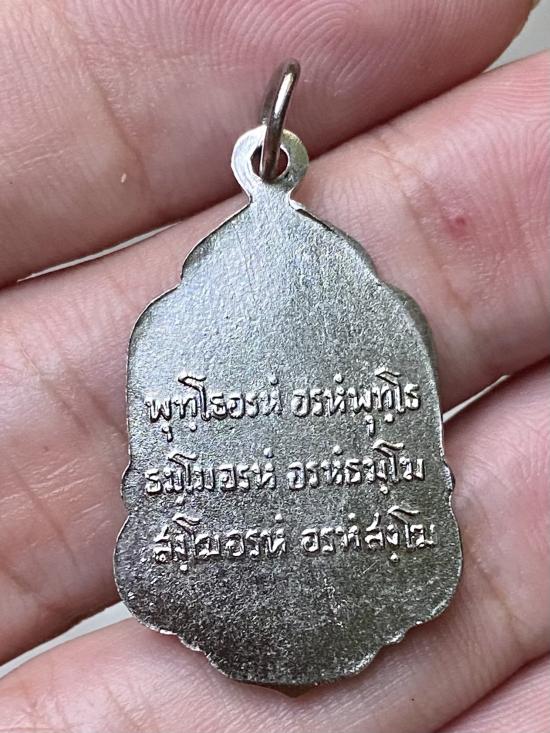 พุทฺโธอรหํ อรหํพุทฺโธ
ธมฺโมอรหํ อรหํธมฺโม
สงฺโฆอรหํ อรหํสงฺโฆ